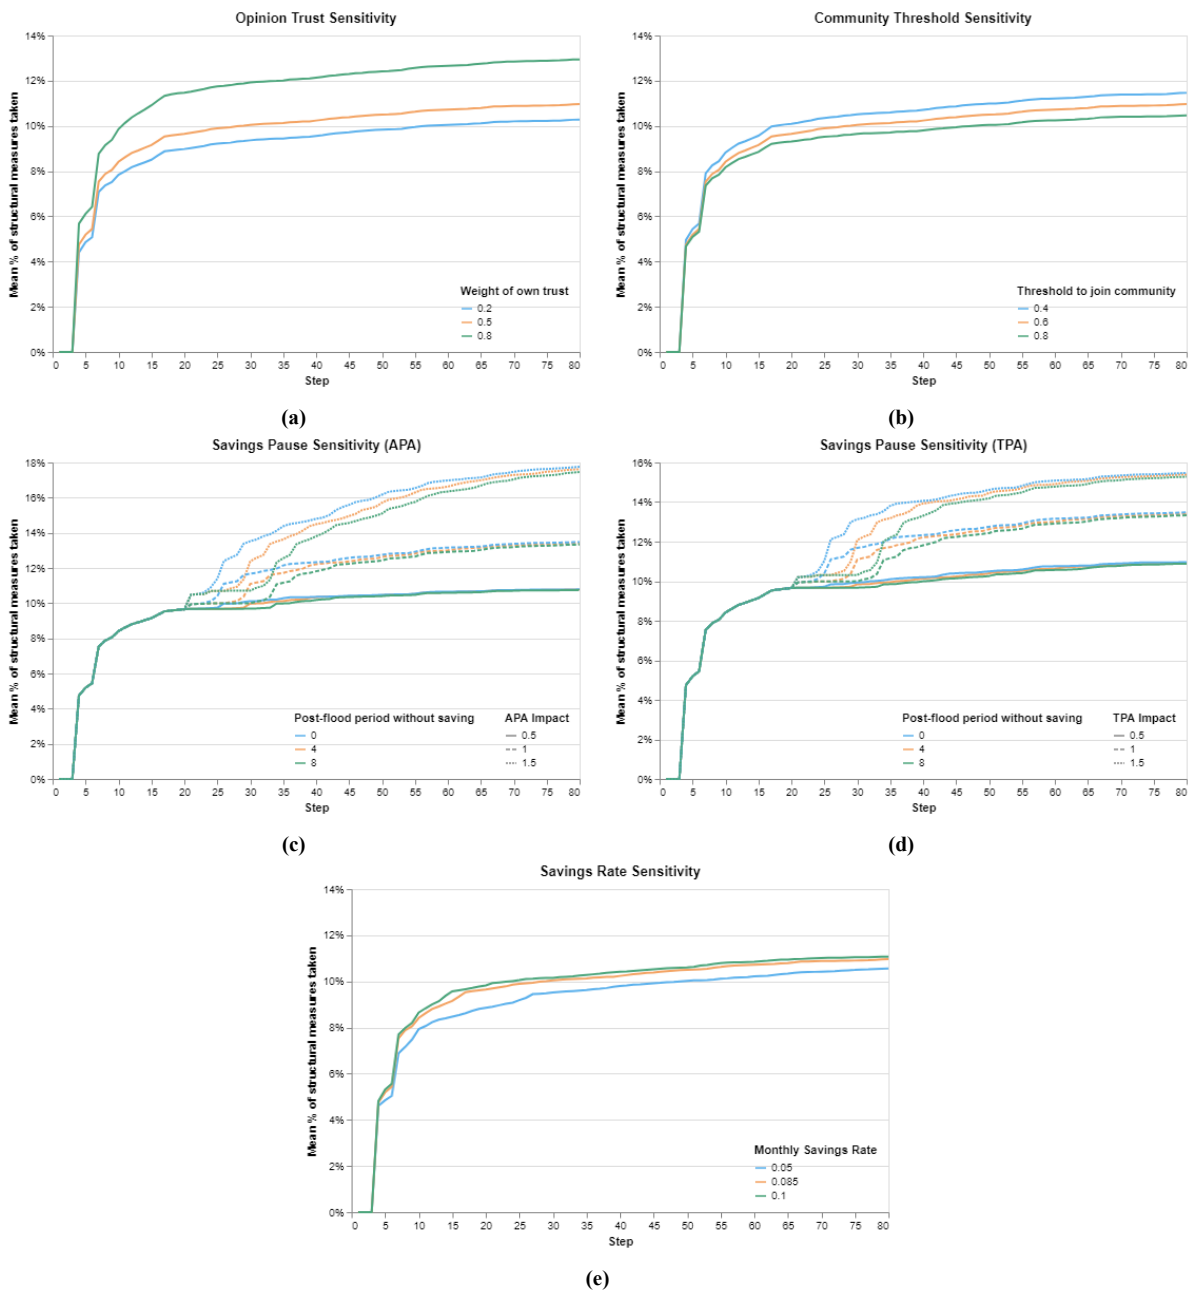 Opinion Trust Sensitivity
Mean % of structural measures taken
14%
12%
10%
8%
6%
4%
2%
0%
Weight of own trust
0.2
0.5
0.8
0 5 10 15 20 25 30 35 40 45 50 55 60 65 70 75 80
Step
(a)
Community Threshold Sensitivity
Mean % of structural measures taken
14%
12%
10%
8%
6%
4%
2%
0%
Threshold to join community
0.4
0.6
0.8
0 5 10 15 20 25 30 35 40 45 50 55 60 65 70 75 80
Step
(b)
Savings Pause Sensitivity (APA)
Mean % of structural measures taken
18%
16%
14%
12%
10%
8%
6%
4%
2%
0%
Post-flood period without saving APA Impact
0 0.5
4 1
8 1.5
0 5 10 15 20 25 30 35 40 45 50 55 60 65 70 75 80
Step
(c)
Savings Pause Sensitivity (TPA)
Mean % of structural measures taken
16%
14%
12%
10%
8%
6%
4%
2%
0%
Post-flood period without saving TPA Impact
0 0.5
4 1
8 1.5
0 5 10 15 20 25 30 35 40 45 50 55 60 65 70 75 80
Step
(d)
Savings Rate Sensitivity
Mean % of structural measures taken
14%
12%
10%
8%
6%
4%
2%
0%
Monthly Savings Rate
0.05
0.085
0.1
0 5 10 15 20 25 30 35 40 45 50 55 60 65 70 75 80
Step
(e)